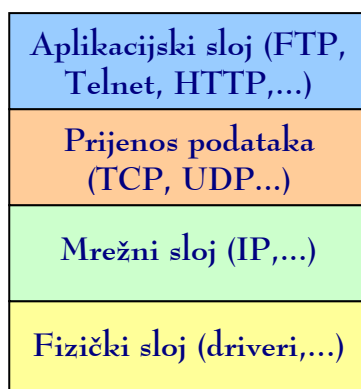 Aplikacijski sloj (FTP,
Telnet, HTTP,...)
Prijenos podataka
(TCP, UDP...)
Mrežni sloj (IP,...)
Fizički sloj (driveri,...)